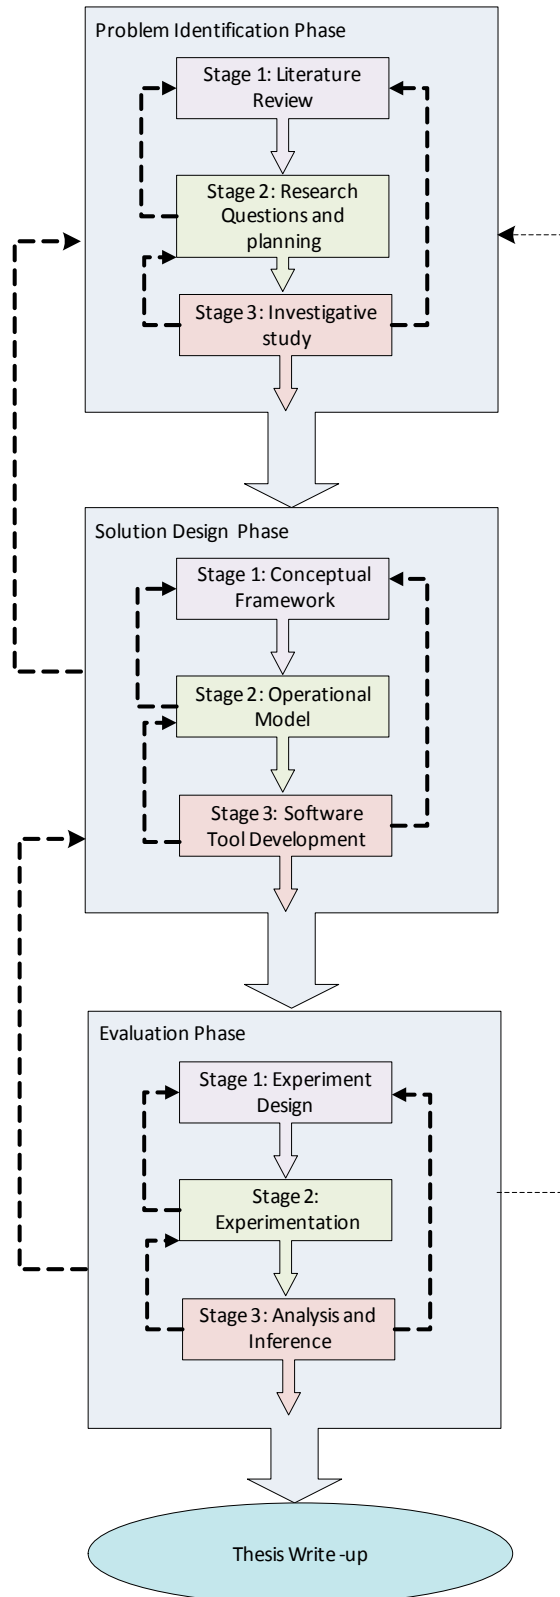 Problem Identification Phase
Stage 1: Literature
Review
Stage 2: Research
Questions and
planning
Stage 3: Investigative
study
Solution Design Phase
Stage 1: Conceptual
Framework
Stage 2: Operational
Model
Stage 3: Software
Tool Development
Evaluation Phase
Stage 1: Experiment
Design
Stage 2:
Experimentation
Stage 3: Analysis and
Inference
Thesis Write -up